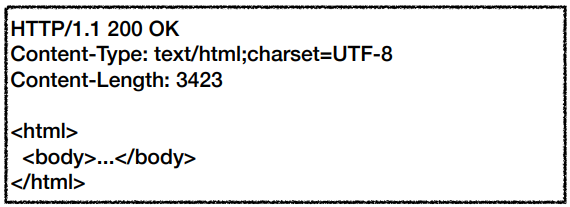 HTTP/1.1 200 OK
Content-Type: text/html;charset=UTF-8
Content-Length: 3423

<html>
  <body>...</body>
</html>